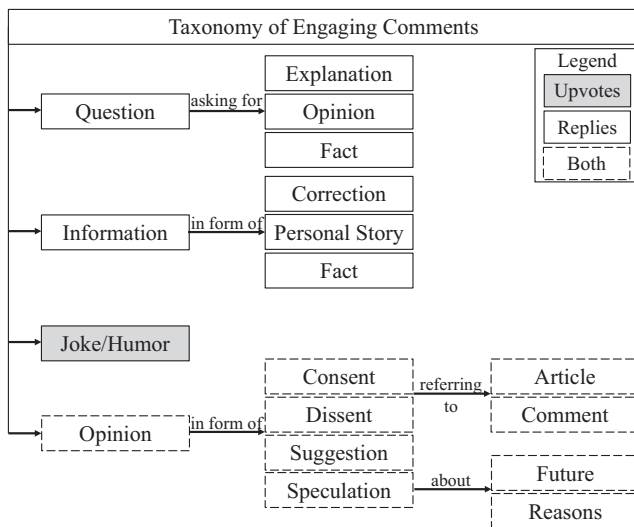 Taxonomy of Engaging Comments
Legend
Upvotes
Replies
Both
Question
asking for
Explanation
Opinion
Fact
Information
in form of
Correction
Personal Story
Fact
Joke/Humor
Opinion
in form of
Consent
Dissent
Suggestion
Speculation
referring
to
Article
Comment
about
Future
Reasons